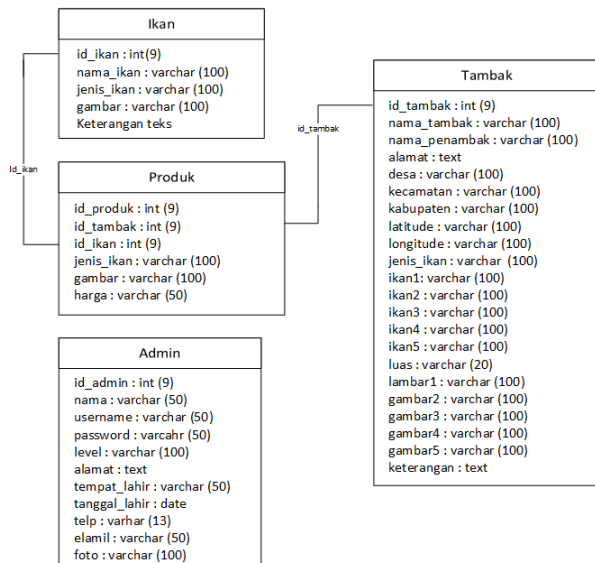 Ikan
id_ikan : int(9)
nama_ikan : varchar (100)
jenis_ikan : varchar (100)
gambar : varchar (100)
Keterangan teks
Id_ikan
Produk
id_produk : int (9)
id_tambak : int (9)
id_ikan : int (9)
jenis_ikan : varchar (100)
gambar : varchar (100)
harga : varchar (50)
id_tambak
Tambak
id_tambak : int (9)
nama_tambak : varchar (100)
nama_penambak : varchar (100)
alamat : text
desa : varchar (100)
kecamatan : varchar (100)
kabupaten : varchar (100)
latitude : varchar (100)
longitude : varchar (100)
jenis_ikan : varchar (100)
ikan1: varchar (100)
ikan2 : varchar (100)
ikan3 : varchar (100)
ikan4 : varchar (100)
ikan5 : varchar (100)
luas : varchar (20)
lambar1 : varchar (100)
gambar2 : varchar (100)
gambar3 : varchar (100)
gambar4 : varchar (100)
gambar5 : varchar (100)
keterangan : text
Admin
id_admin : int (9)
nama : varchar (50)
username : varchar (50)
password : varcahr (50)
level : varchar (100)
alamat : text
tempat_lahir : varchar (50)
tanggal_lahir : date
telp : varhar (13)
elamil : varchar (50)
foto : varchar (100)